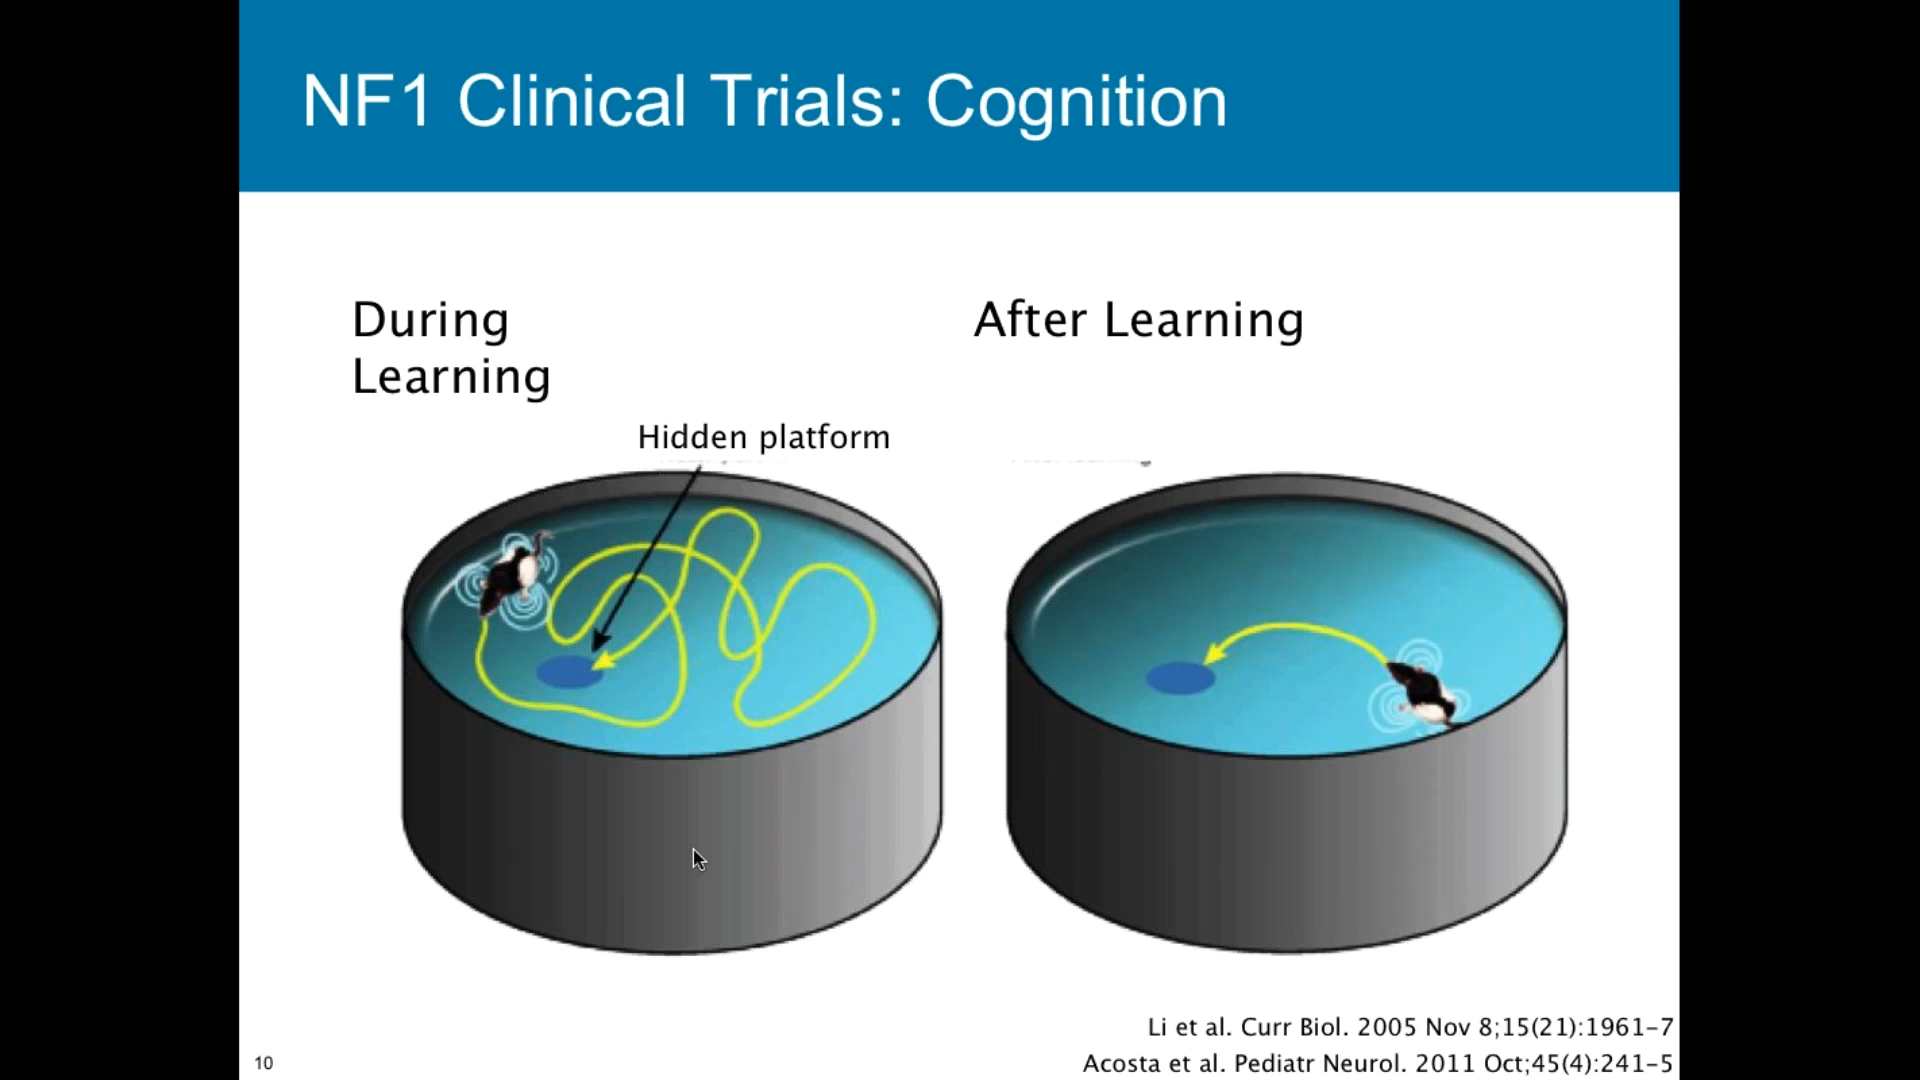 NF1 Clinical Trials: Cognition
During
Learning
After Learning
Hidden platform
Li et al. Curr Biol. 2005 Nov 8;15(21):1961-7
Acosta et al. Pediatr Neurol. 2011 Oct;45(4):241-5
10